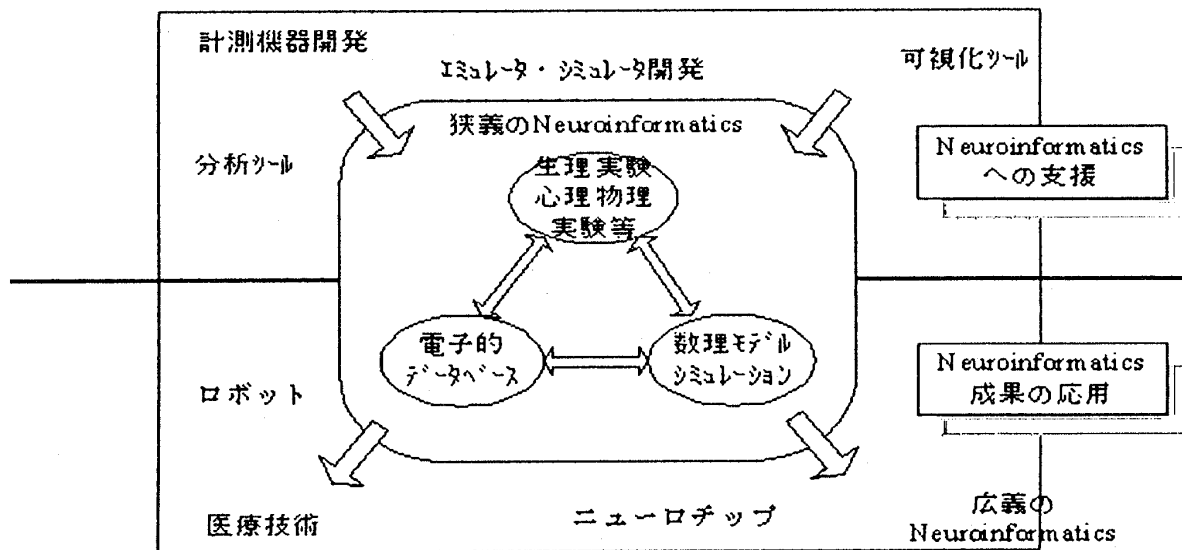 計測機器開発
エミュレータ・シミュレータ開発
可視化ツール
狭義のNeuroinformatics
分析ツール
生理実験
心理物理
実験等
Neuroinformatics
への支援
電子的
データベース
数理モデル
シミュレーション
ロボット
Neuroinformatics
成果の応用
医療技術
ニューロチップ
広義の
Neuroinformatics